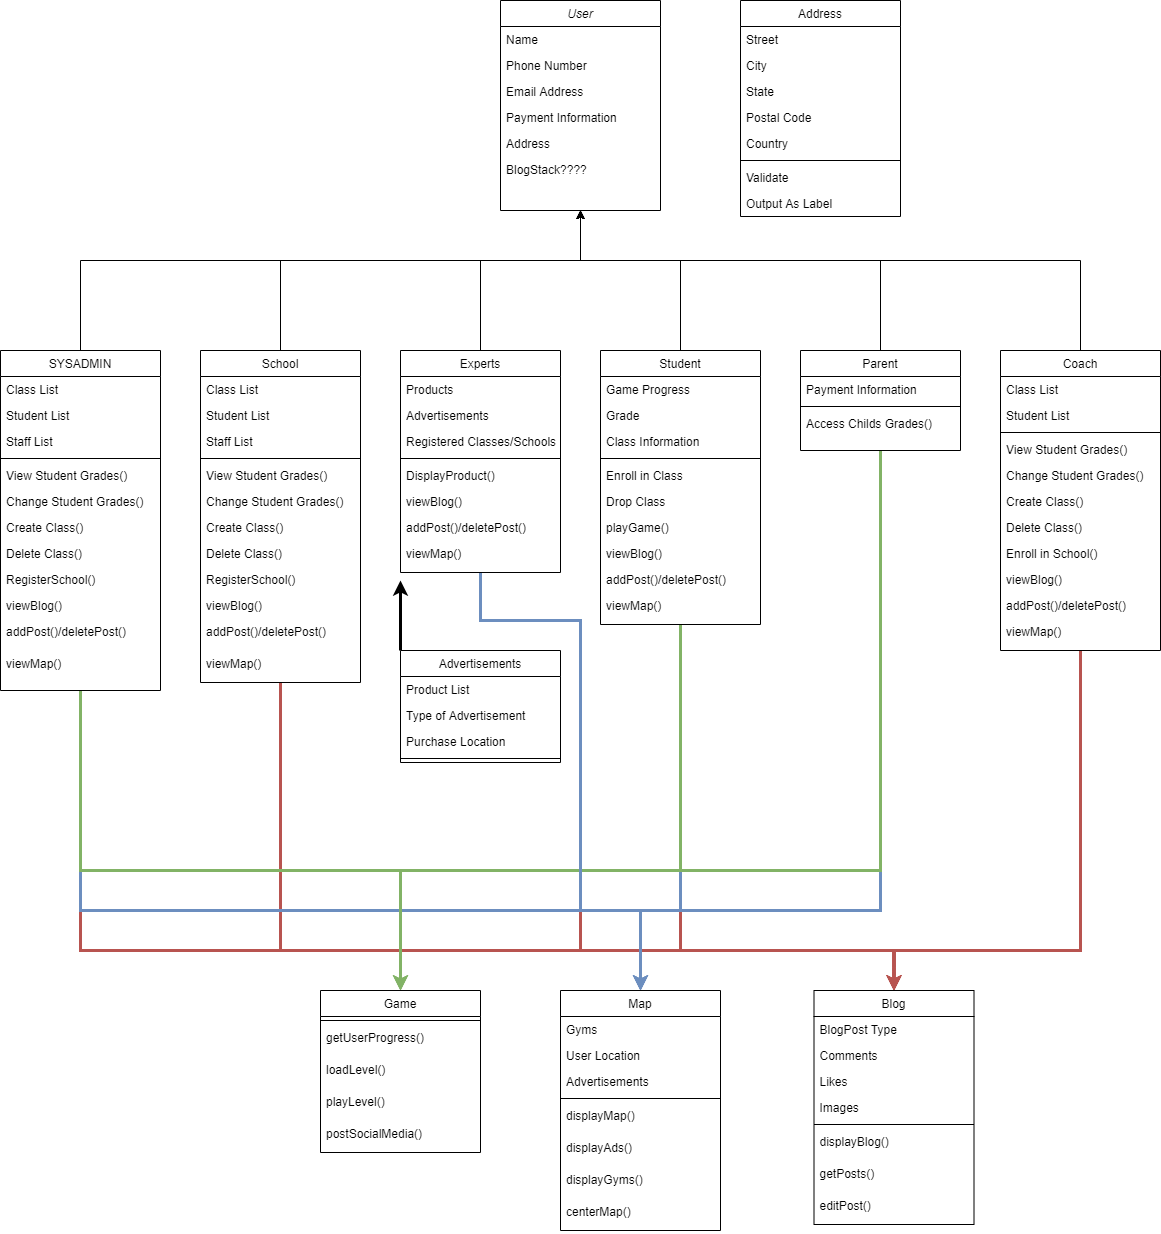 User
Name
Phone Number
Email Address
Payment Information
Address
BlogStack????
Address
Street
City
State
Postal Code
Country
Validate
Output As Label
SYSADMIN
Class List
Student List
Staff List
View Student Grades()
Change Student Grades()
Create Class()
Delete Class()
RegisterSchool()
viewBlog()
addPost()/deletePost()
viewMap()
School
Class List
Student List
Staff List
View Student Grades()
Change Student Grades()
Create Class()
Delete Class()
RegisterSchool()
viewBlog()
addPost()/deletePost()
viewMap()
Experts
Products
Advertisements
Registered Classes/Schools
DisplayProduct()
viewBlog()
addPost()/deletePost()
viewMap()
Student
Game Progress
Grade
Class Information
Enroll in Class
Drop Class
playGame()
viewBlog()
addPost()/deletePost()
viewMap()
Parent
Payment Information
Access Childs Grades()
Coach
Class List
Student List
View Student Grades()
Change Student Grades()
Create Class()
Delete Class()
Enroll in School()
viewBlog()
addPost()/deletePost()
viewMap()
Advertisements
Product List
Type of Advertisement
Purchase Location
Game
getUserProgress()
loadLevel()
playLevel()
postSocialMedia()
Map
Gyms
User Location
Advertisements
displayMap()
displayAds()
displayGyms()
centerMap()
Blog
BlogPost Type
Comments
Likes
Images
displayBlog()
getPosts()
editPost()